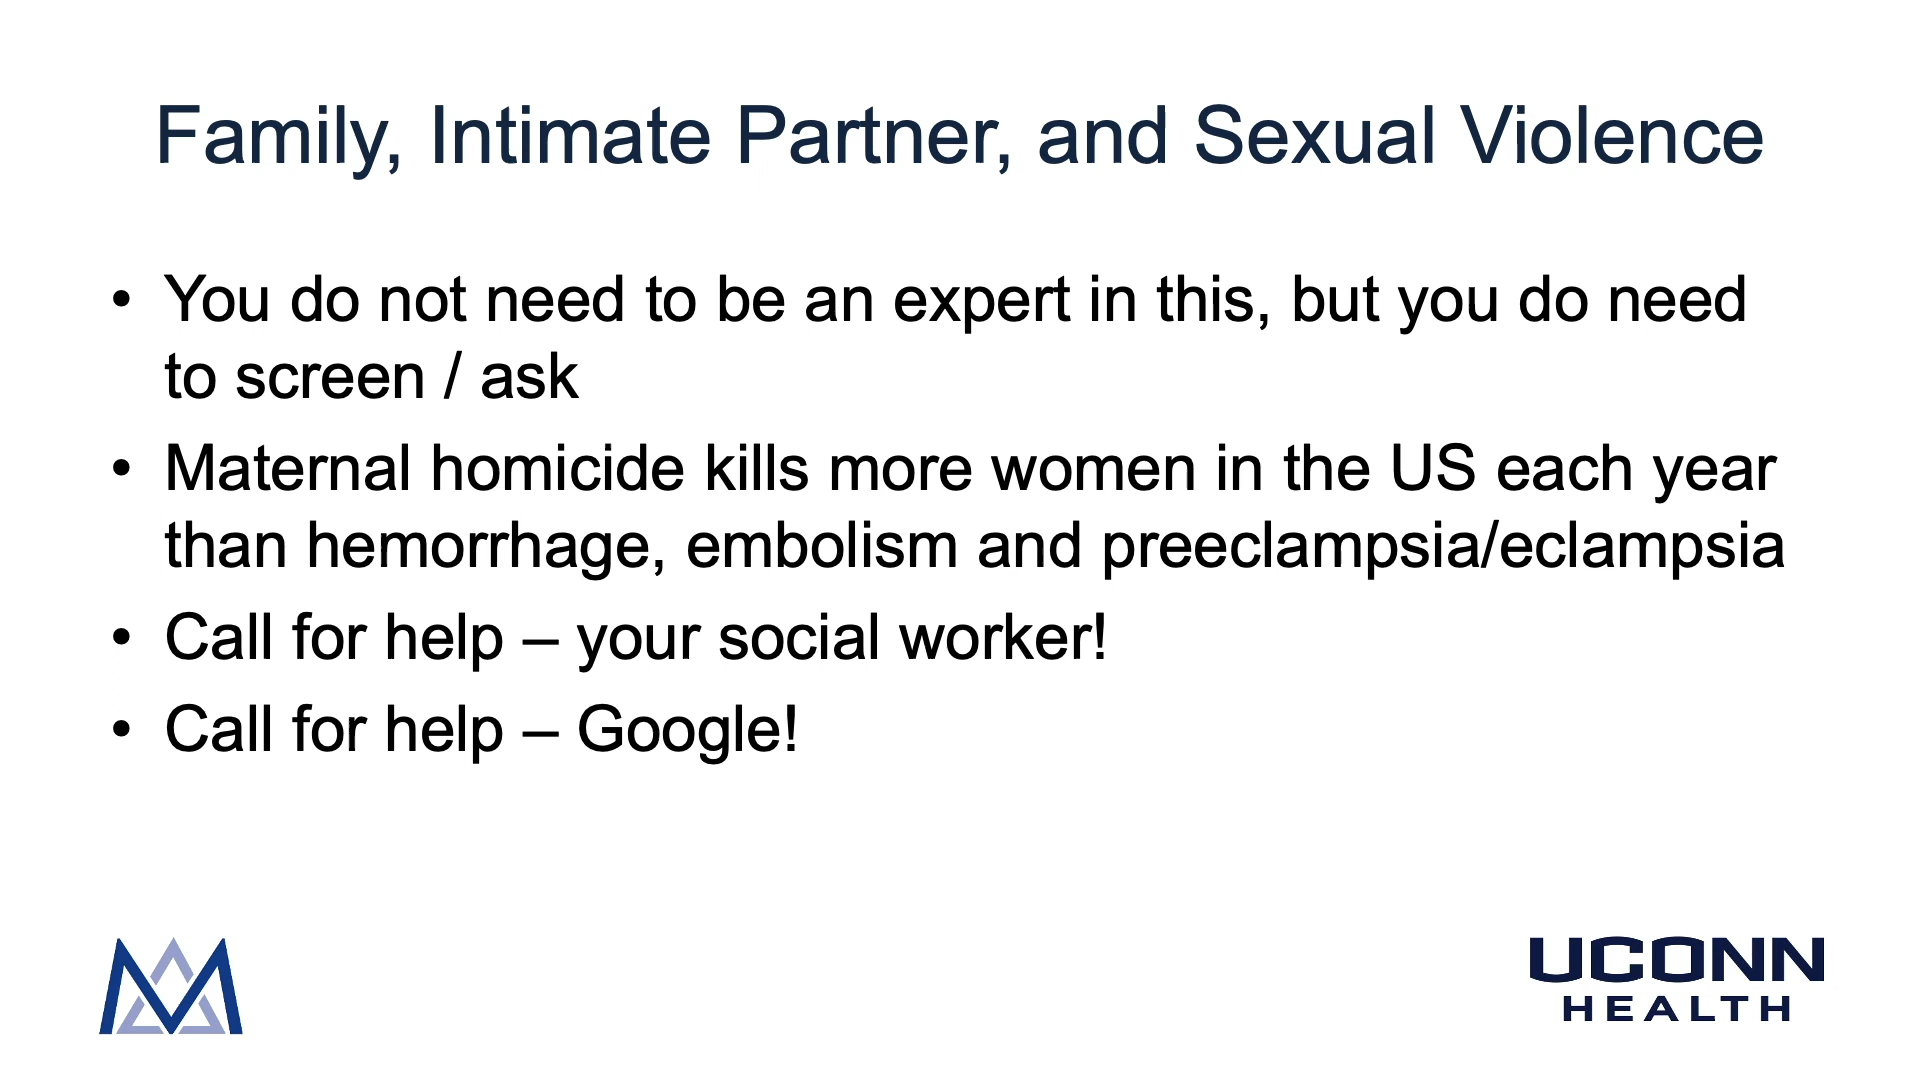 Family, Intimate Partner, and Sexual Violence
• You do not need to be an expert in this, but you do need
to screen / ask
• Maternal homicide kills more women in the US each year
than hemorrhage, embolism and preeclampsia/eclampsia
• Call for help – your social worker!
• Call for help – Google!
UCONN
HEALTH